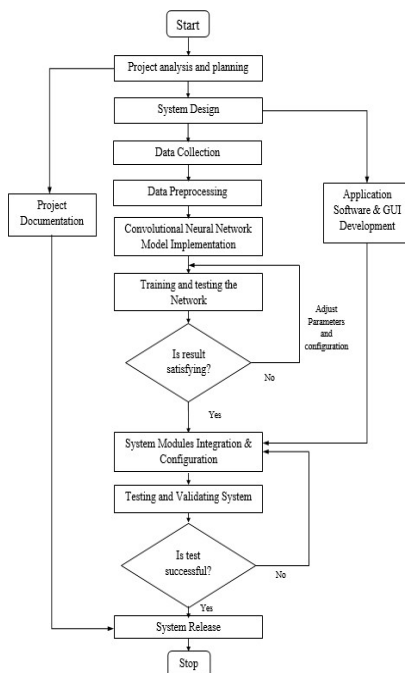 Start
Project analysis and planning
System Design
Data Collection
Data Preprocessing
Project
Documentation
Application
Software & GUI
Development
Convolutional Neural Network
Model Implementation
Training and testing the
Network
Adjust
Parameters
and
configuration
Is result
satisfying?
No
Yes
System Modules Integration &
Configuration
Testing and Validating System
Is test
successful?
No
Yes
System Release
Stop